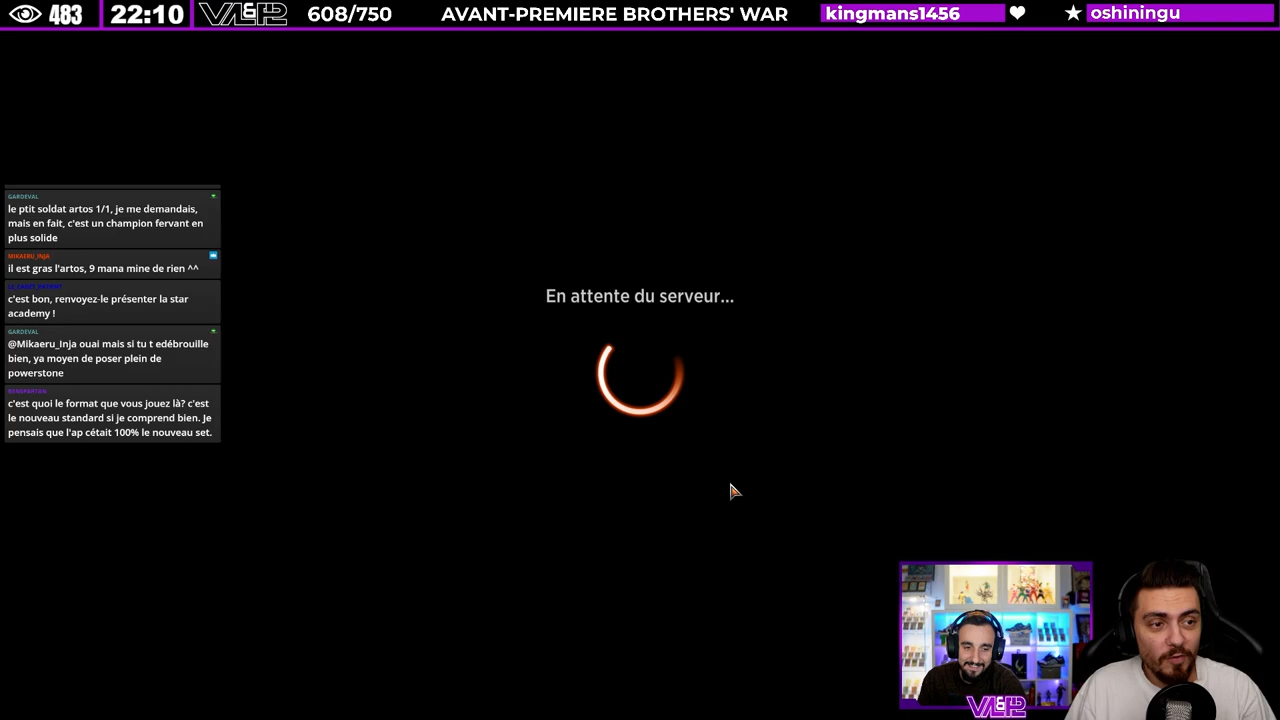 483
22:10
VAL&PL
608/750
AVANT-PREMIERE BROTHERS' WAR
kingmans1456
oshiningu
GARDEVAL
le ptit soldat artos 1/1, je me demandais,
mais en fait, c'est un champion fervant en
plus solide
MIKAERU_INJA
il est gras l'artos, 9 mana mine de rien ^^
c'est bon, renvoyez-le présenter la star
academy !
GARDEVAL
@Mikaeru_Inja ouai mais si tu t edébrouille
bien, ya moyen de poser plein de
powerstone
c'est quoi le format que vous jouez là? c'est
le nouveau standard si je comprend bien. Je
pensais que l'ap cétait 100% le nouveau set.
En attente du serveur...